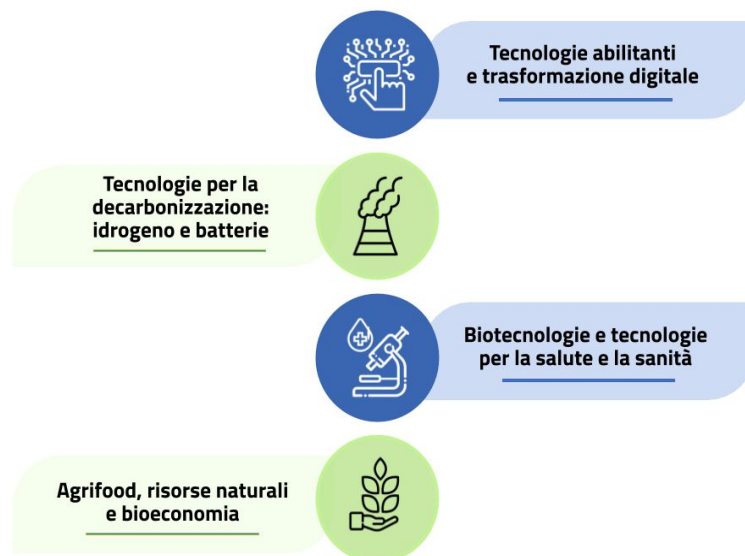 Tecnologie abilitanti
e trasformazione digitale
Tecnologie per la
decarbonizzazione:
idrogeno e batterie
Biotecnologie e tecnologie
per la salute e la sanità
Agrifood, risorse naturali
e bioeconomia